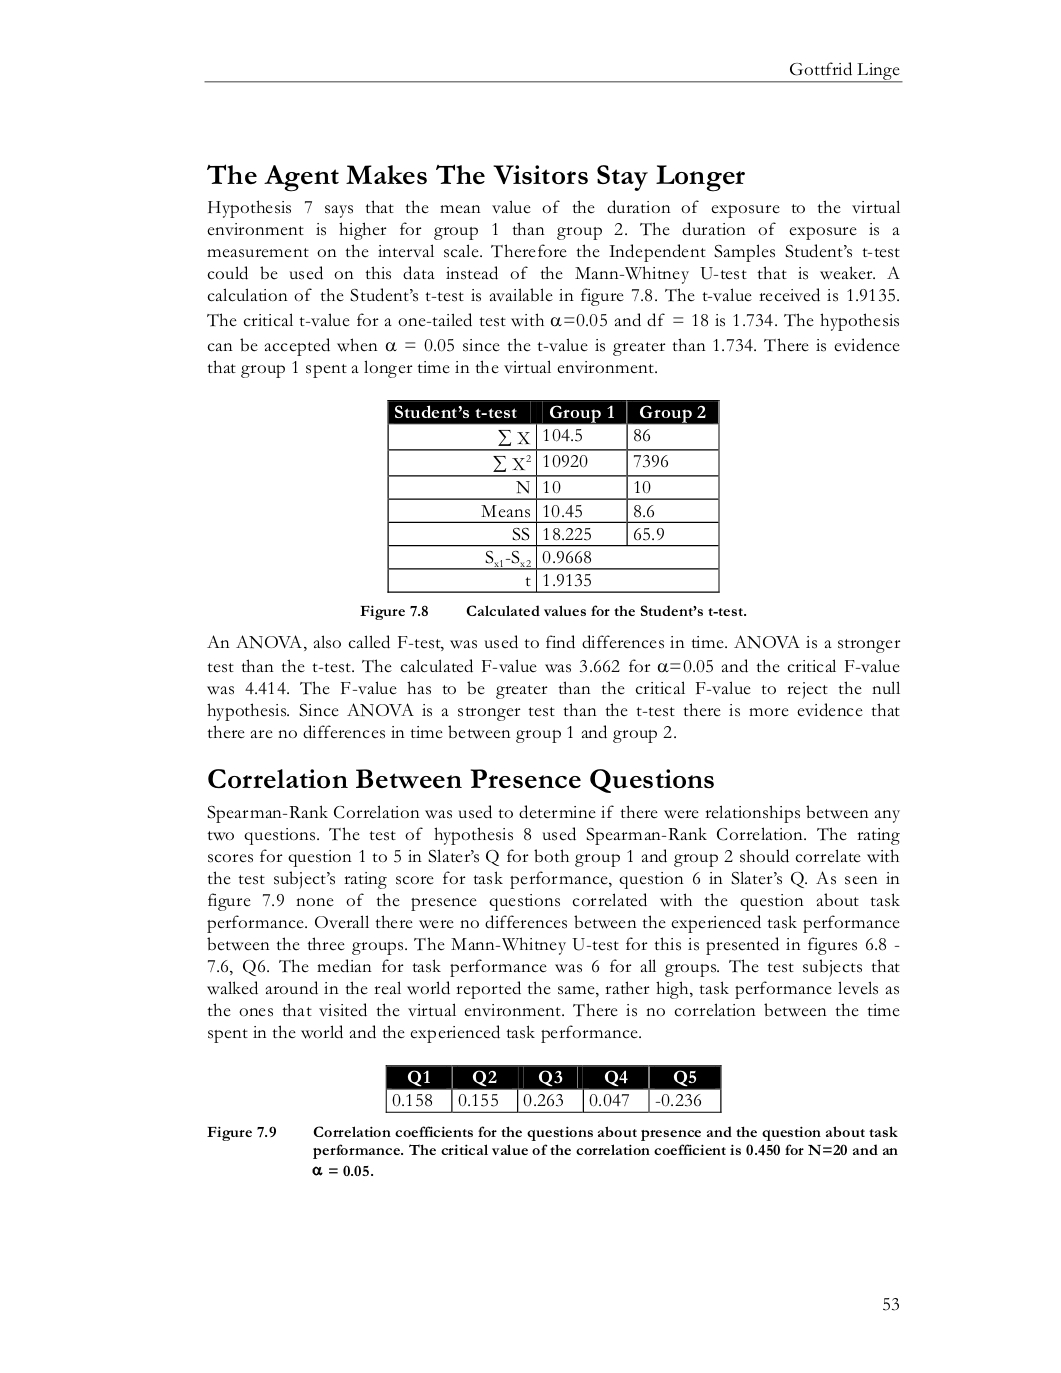 Gottfrid Linge
The Agent Makes The Visitors Stay Longer
Hypothesis 7 says that the mean value of the duration of exposure to the virtual
environment is higher for group 1 than group 2. The duration of exposure is a
measurement on the interval scale. Therefore the Independent Samples Student’s t-test
could be used on this data instead of the Mann-Whitney U-test that is weaker. A
calculation of the Student’s t-test is available in figure 7.8. The t-value received is 1.9135.
The critical t-value for a one-tailed test with α=0.05 and df = 18 is 1.734. The hypothesis
can be accepted when α = 0.05 since the t-value is greater than 1.734. There is evidence
that group 1 spent a longer time in the virtual environment.
Student’s t-test Group 1 Group 2
∑ X 104.5 86
∑ X² 10920 7396
N 10 10
Means 10.45 8.6
SS 18.225 65.9
Sx1-Sx2 0.9668
t 1.9135
Figure 7.8 Calculated values for the Student’s t-test.
An ANOVA, also called F-test, was used to find differences in time. ANOVA is a stronger
test than the t-test. The calculated F-value was 3.662 for α=0.05 and the critical F-value
was 4.414. The F-value has to be greater than the critical F-value to reject the null
hypothesis. Since ANOVA is a stronger test than the t-test there is more evidence that
there are no differences in time between group 1 and group 2.
Correlation Between Presence Questions
Spearman-Rank Correlation was used to determine if there were relationships between any
two questions. The test of hypothesis 8 used Spearman-Rank Correlation. The rating
scores for question 1 to 5 in Slater’s Q for both group 1 and group 2 should correlate with
the test subject’s rating score for task performance, question 6 in Slater’s Q. As seen in
figure 7.9 none of the presence questions correlated with the question about task
performance. Overall there were no differences between the experienced task performance
between the three groups. The Mann-Whitney U-test for this is presented in figures 6.8 -
7.6, Q6. The median for task performance was 6 for all groups. The test subjects that
walked around in the real world reported the same, rather high, task performance levels as
the ones that visited the virtual environment. There is no correlation between the time
spent in the world and the experienced task performance.
Q1 Q2 Q3 Q4 Q5
0.158 0.155 0.263 0.047 -0.236
Figure 7.9 Correlation coefficients for the questions about presence and the question about task
performance. The critical value of the correlation coefficient is 0.450 for N=20 and an
α = 0.05.
53